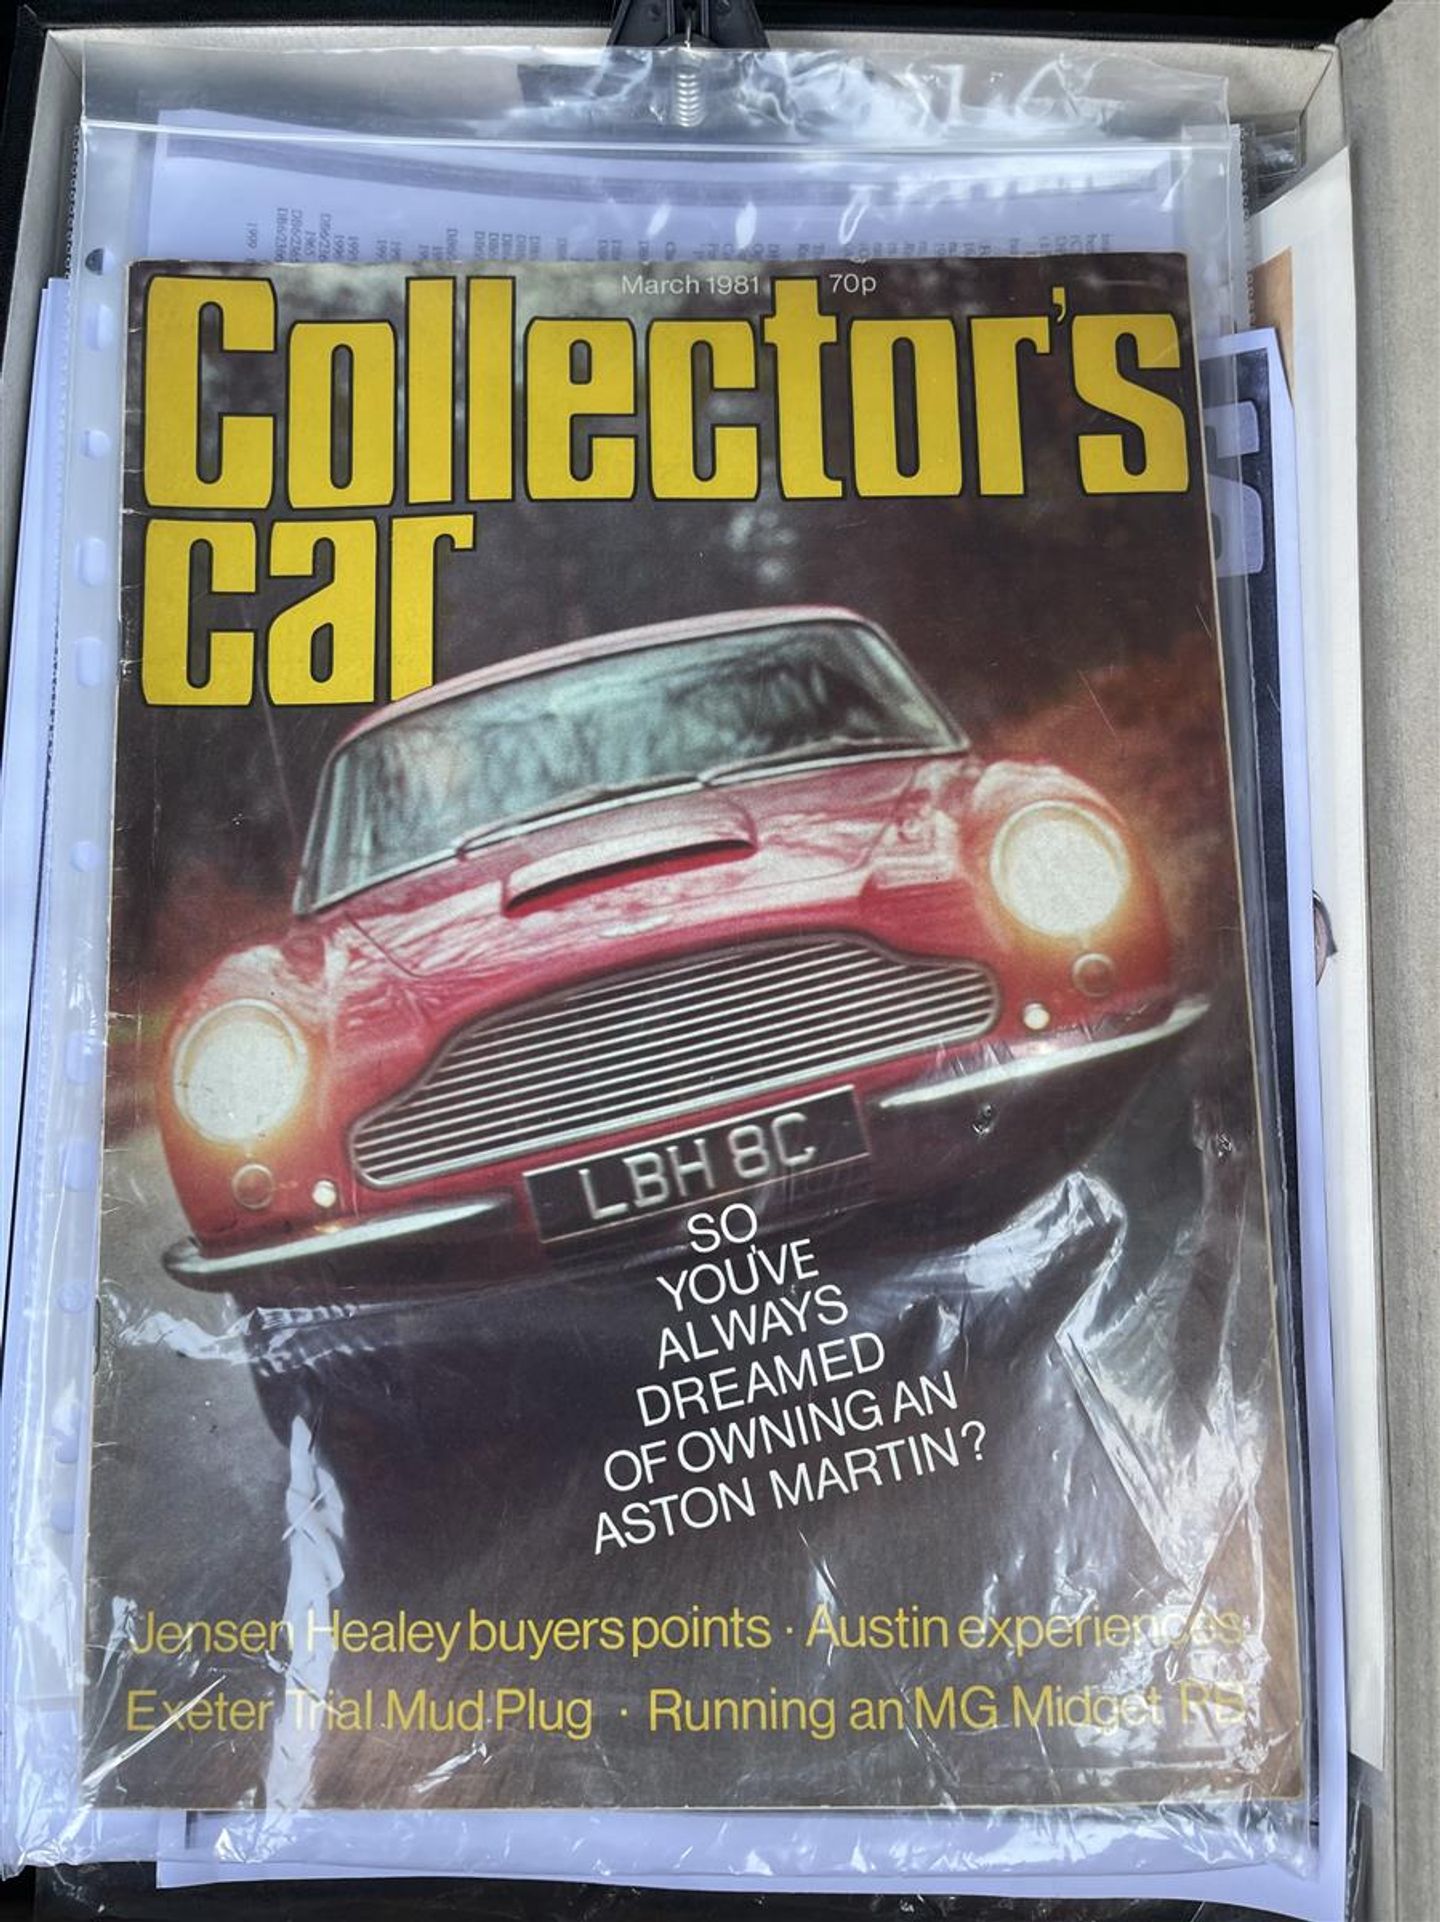 March 1981 70p
Collector's
car
LBH 8C
SO
YOU'VE
ALWAYS
DREAMED
OF OWNING AN
ASTON MARTIN?
Jensen Healey buyers points · Austin experiences
Exeter Trial Mud Plug · Running an MG Midget PB